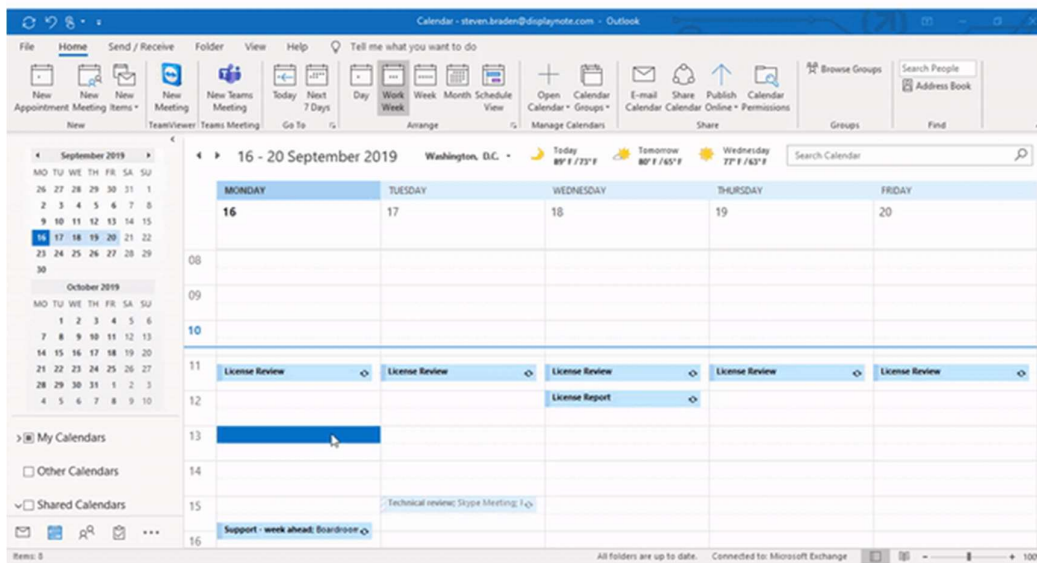 Calendar - steven.braden@displaynote.com - Outlook
File Home Send / Receive Folder View Help Tell me what you want to do
New Appointment
New Meeting
New Items
New
New Meeting
TeamViewer
New Teams Meeting
Teams Meeting
Today
Next 7 Days
Go To
Day
Work Week
Week
Month
Schedule View
Arrange
Open Calendar
Calendar Groups
Manage Calendars
E-mail Calendar
Share Calendar
Publish Online
Calendar Permissions
Share
Browse Groups
Groups
Search People
Address Book
Find
September 2019
MO TU WE TH FR SA SU
26 27 28 29 30 31 1
2 3 4 5 6 7 8
9 10 11 12 13 14 15
16 17 18 19 20 21 22
23 24 25 26 27 28 29
30
October 2019
MO TU WE TH FR SA SU
1 2 3 4 5 6
7 8 9 10 11 12 13
14 15 16 17 18 19 20
21 22 23 24 25 26 27
28 29 30 31 1 2 3
4 5 6 7 8 9 10
My Calendars
Other Calendars
Shared Calendars
16 - 20 September 2019
Washington, D.C.
Today
89° F / 73° F
Tomorrow
80° F / 65° F
Wednesday
77° F / 63° F
Search Calendar
MONDAY TUESDAY WEDNESDAY THURSDAY FRIDAY
16 17 18 19 20
08
09
10
11
License Review License Review License Review License Review License Review
License Report
12
13
14
15
Technical review; Skype Meeting;
Support - week ahead; Boardroom
16
Items: 8
All folders are up to date. Connected to: Microsoft Exchange